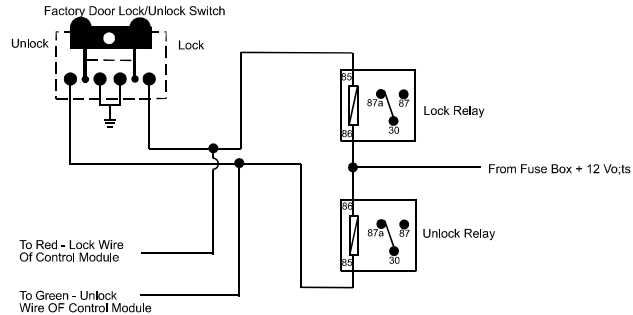 Factory Door Lock/Unlock Switch
Unlock
Lock
85
87a
87
30
86
Lock Relay
From Fuse Box + 12 Vo;ts
86
87a
87
30
85
Unlock Relay
To Red - Lock Wire
Of Control Module
To Green - Unlock
Wire OF Control Module